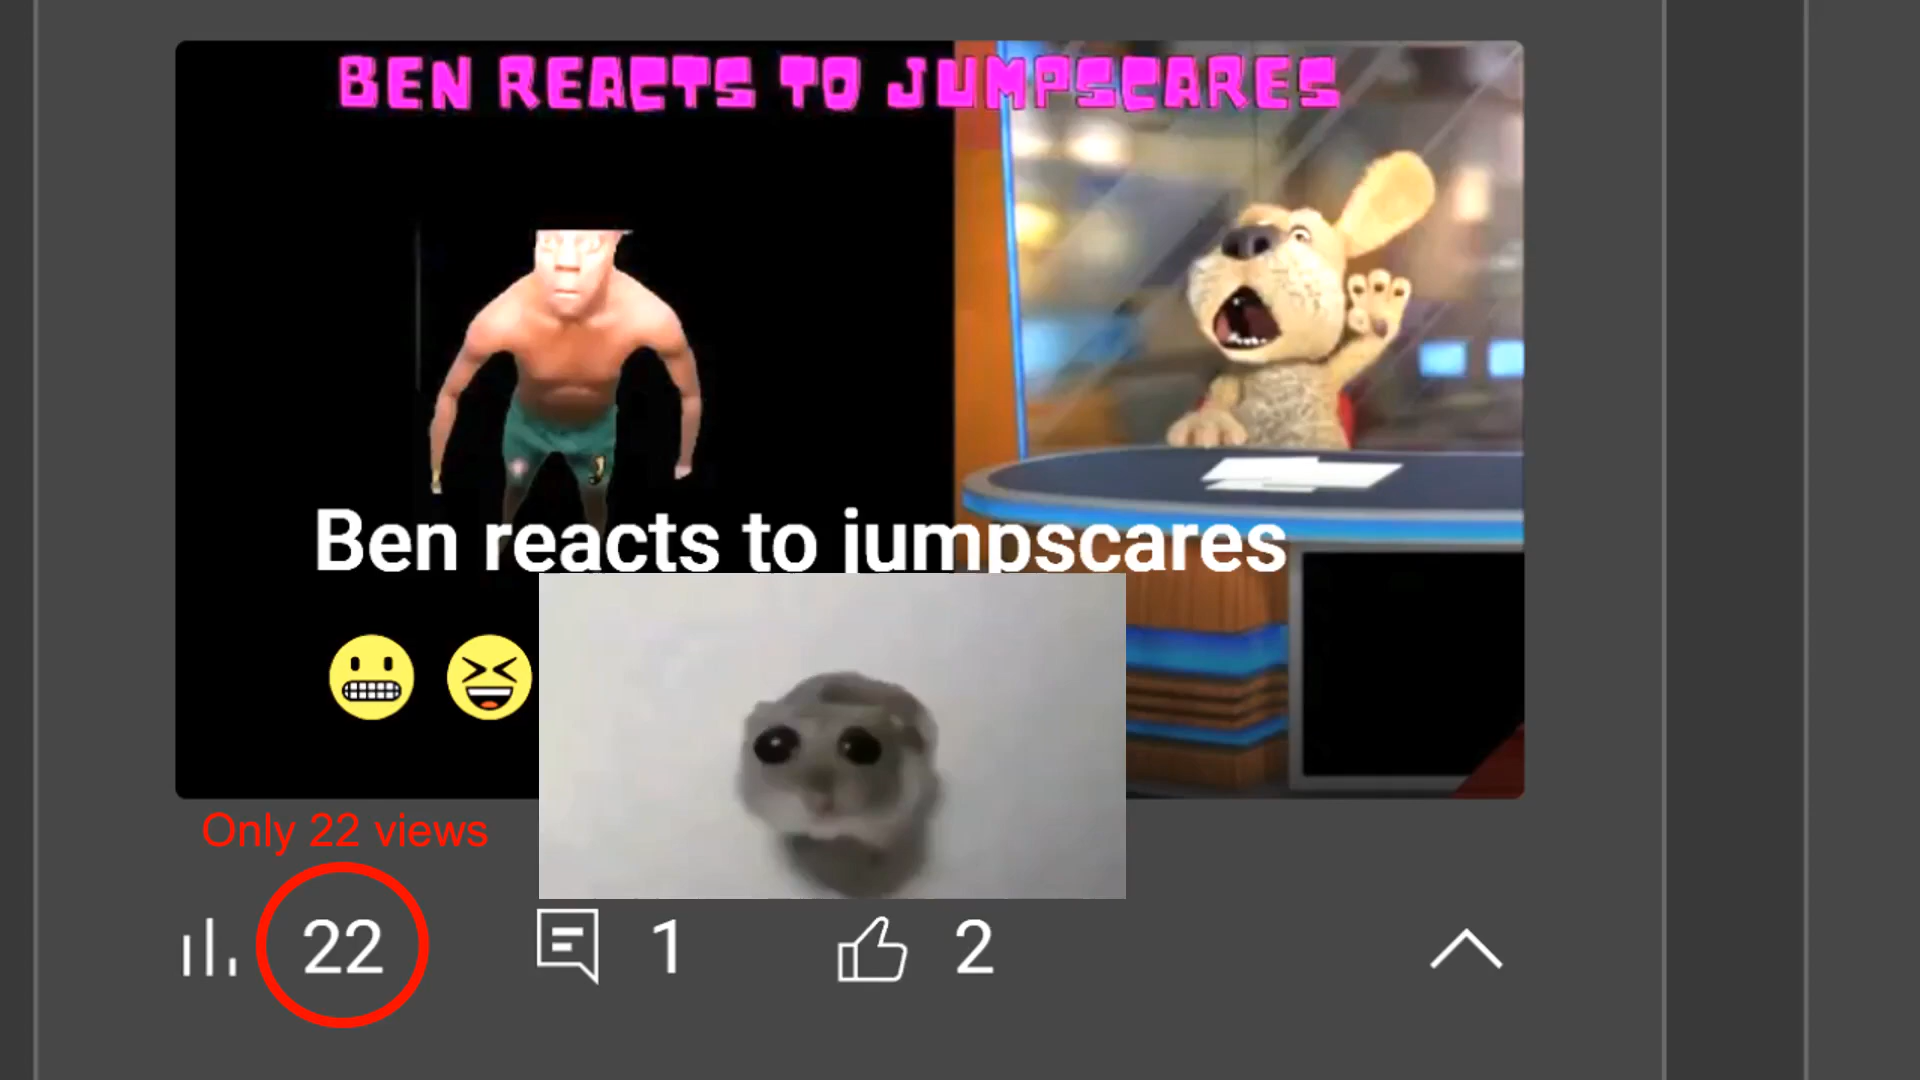 BEN REACTS TO JUMPSCARES
Ben reacts to jumpscares
Only 22 views
22 1 2